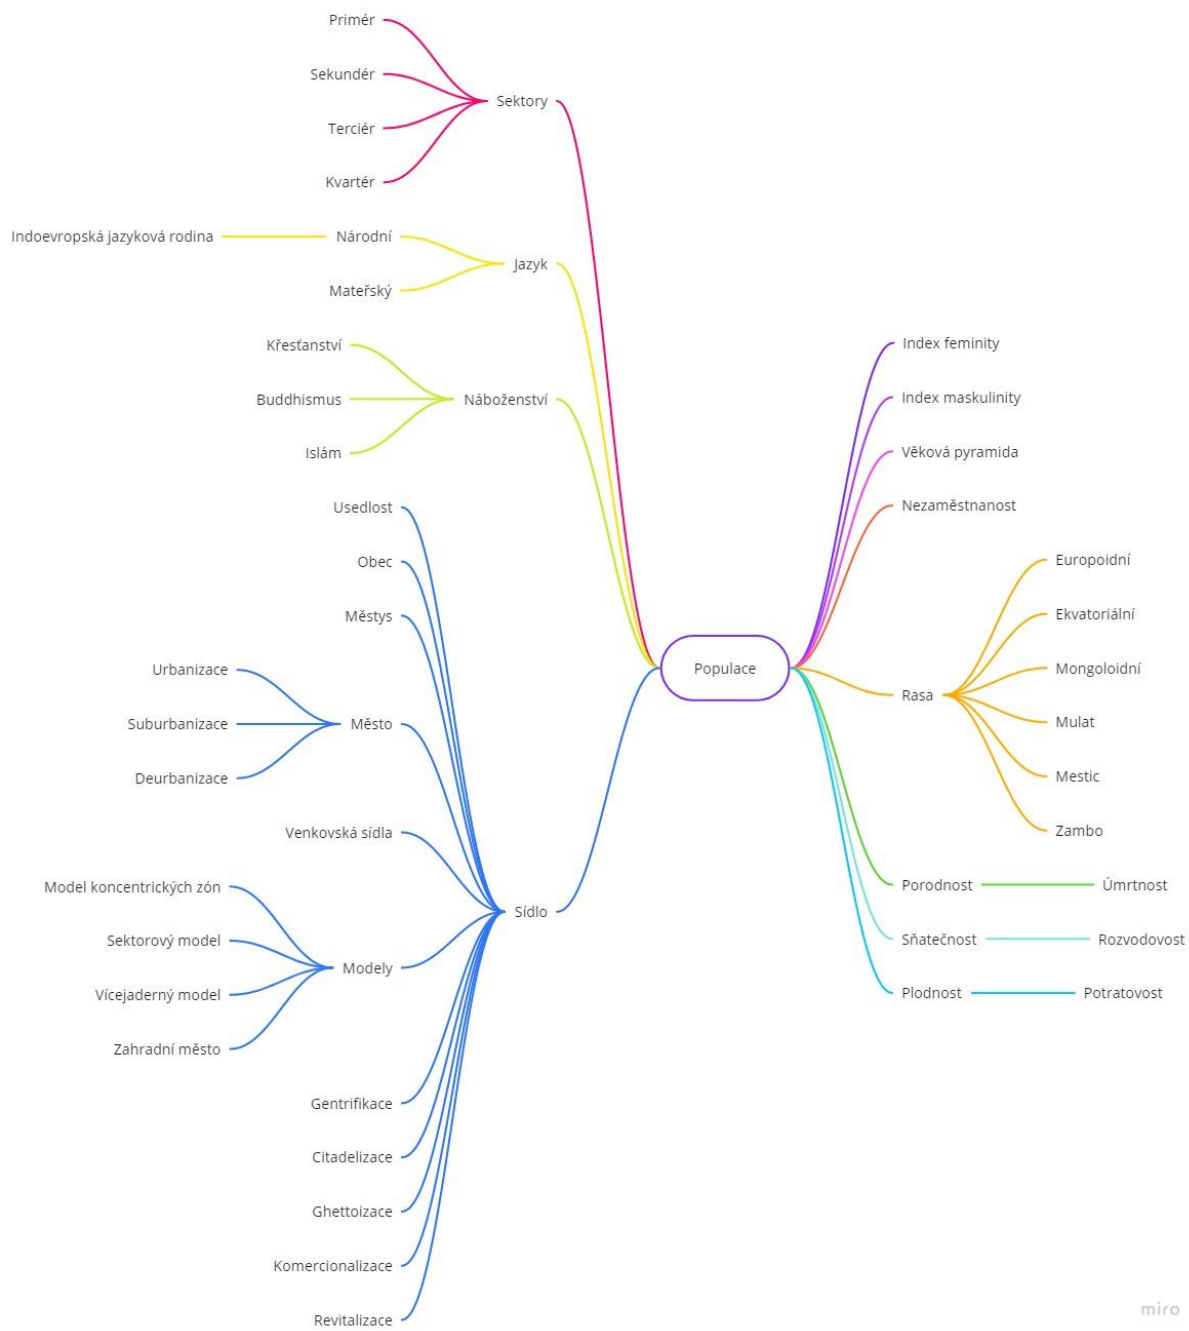 Primér
Sekundér
Sektory
Terciér
Kvartér
Indoevropská jazyková rodina
Národní
Jazyk
Mateřský
Křesťanství
Buddhismus
Náboženství
Islám
Usedlost
Obec
Městys
Urbanizace
Suburbanizace
Město
Deurbanizace
Venkovská sídla
Model koncentrických zón
Sídlo
Sektorový model
Modely
Vícejaderný model
Zahradní město
Gentrifikace
Citadelizace
Ghettoizace
Komercionalizace
Revitalizace
Populace
Index feminity
Index maskulinity
Věková pyramida
Nezaměstnanost
Rasa
Europoidní
Ekvatoriální
Mongoloidní
Mulat
Mestic
Zambo
Porodnost
Úmrtnost
Sňatečnost
Rozvodovost
Plodnost
Potratovost
miro